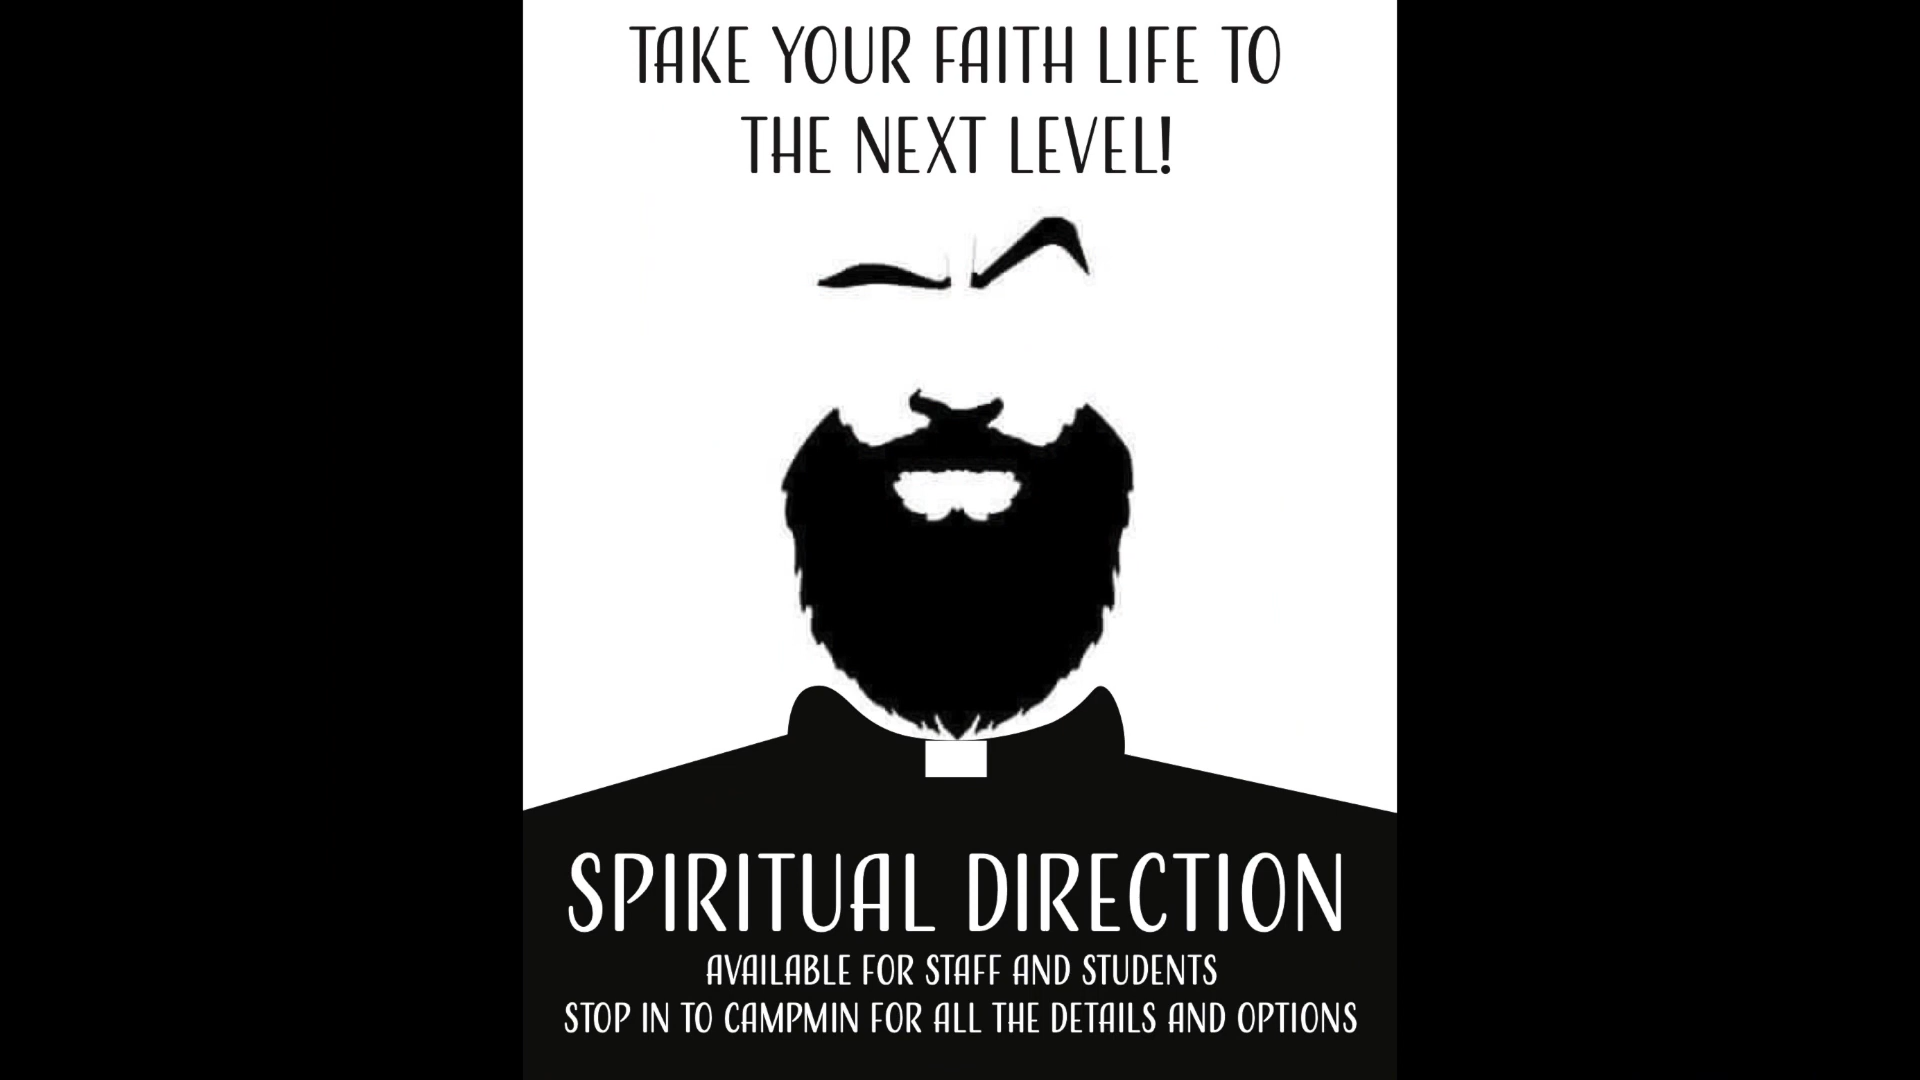 TAKE YOUR FAITH LIFE TO
THE NEXT LEVEL!
SPIRITUAL DIRECTION
AVAILABLE FOR STAFF AND STUDENTS
STOP IN TO CAMPMIN FOR ALL THE DETAILS AND OPTIONS